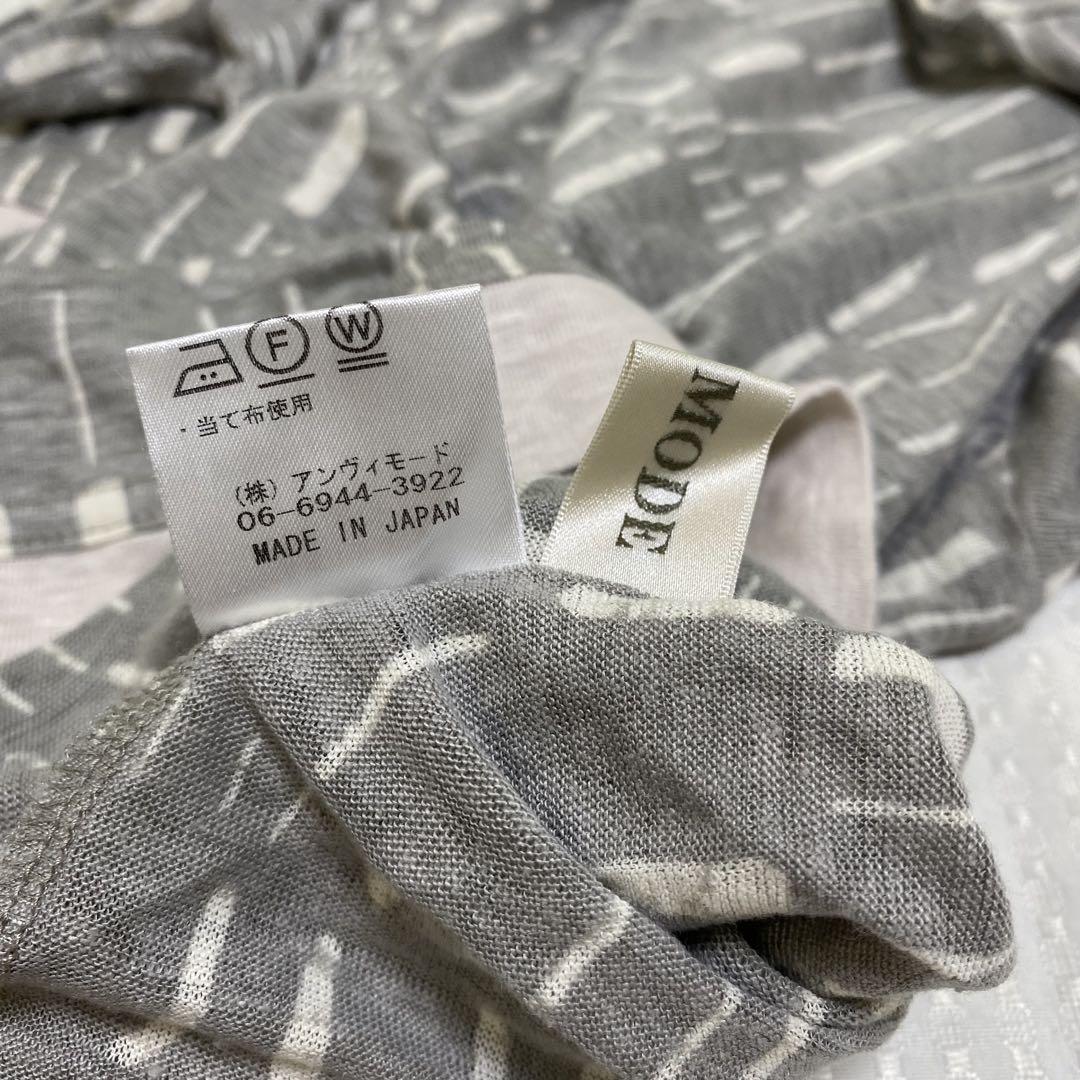 F W
・当て布使用
(株) アンヴィモード
06-6944-3922
MADE IN JAPAN
MODE